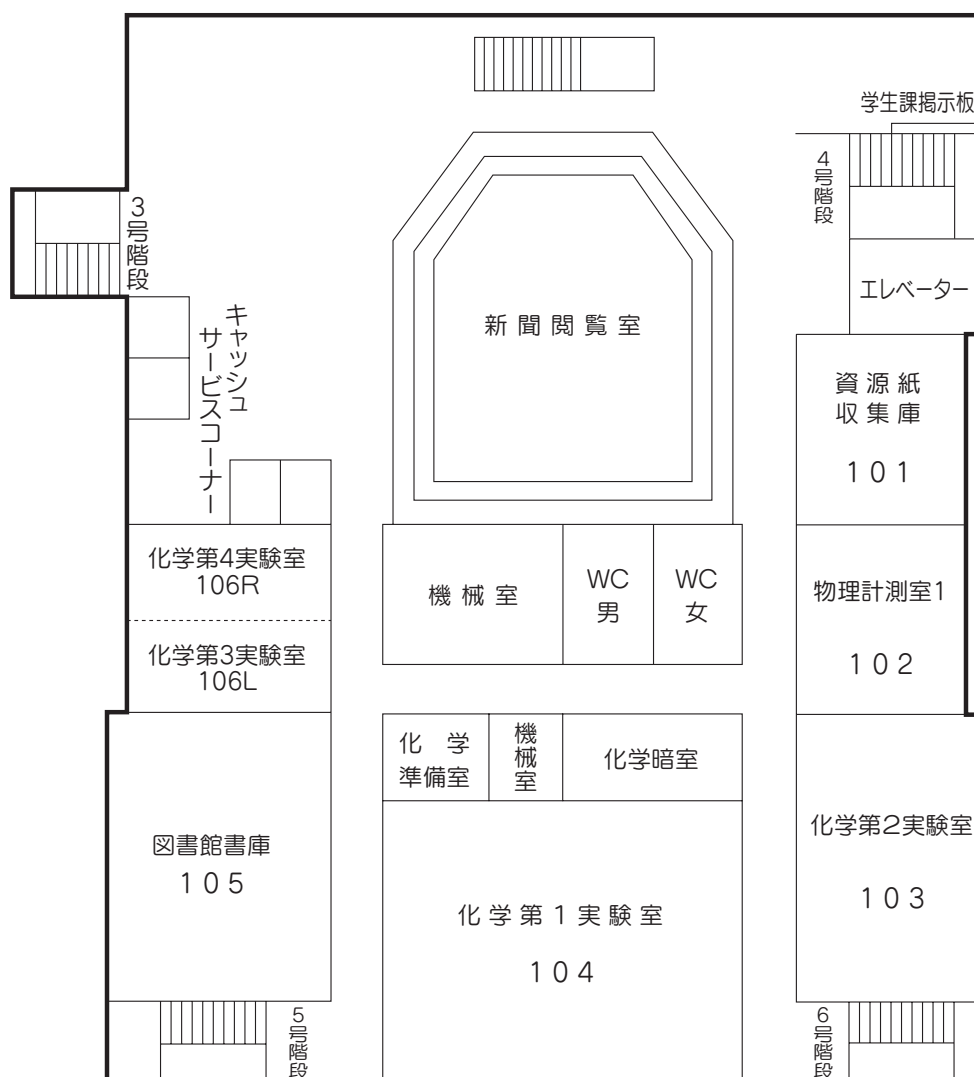 学生課掲示板
4号階段
3号階段
エレベーター
キャッシュ
サービスコーナー
新聞閲覧室
資源紙
収集庫
101
化学第4実験室
106R
機械室
WC
男
WC
女
物理計測室1
102
化学第3実験室
106L
化学
準備室
機械室
化学暗室
図書館書庫
105
化学第1実験室
104
化学第2実験室
103
5号階段
6号階段